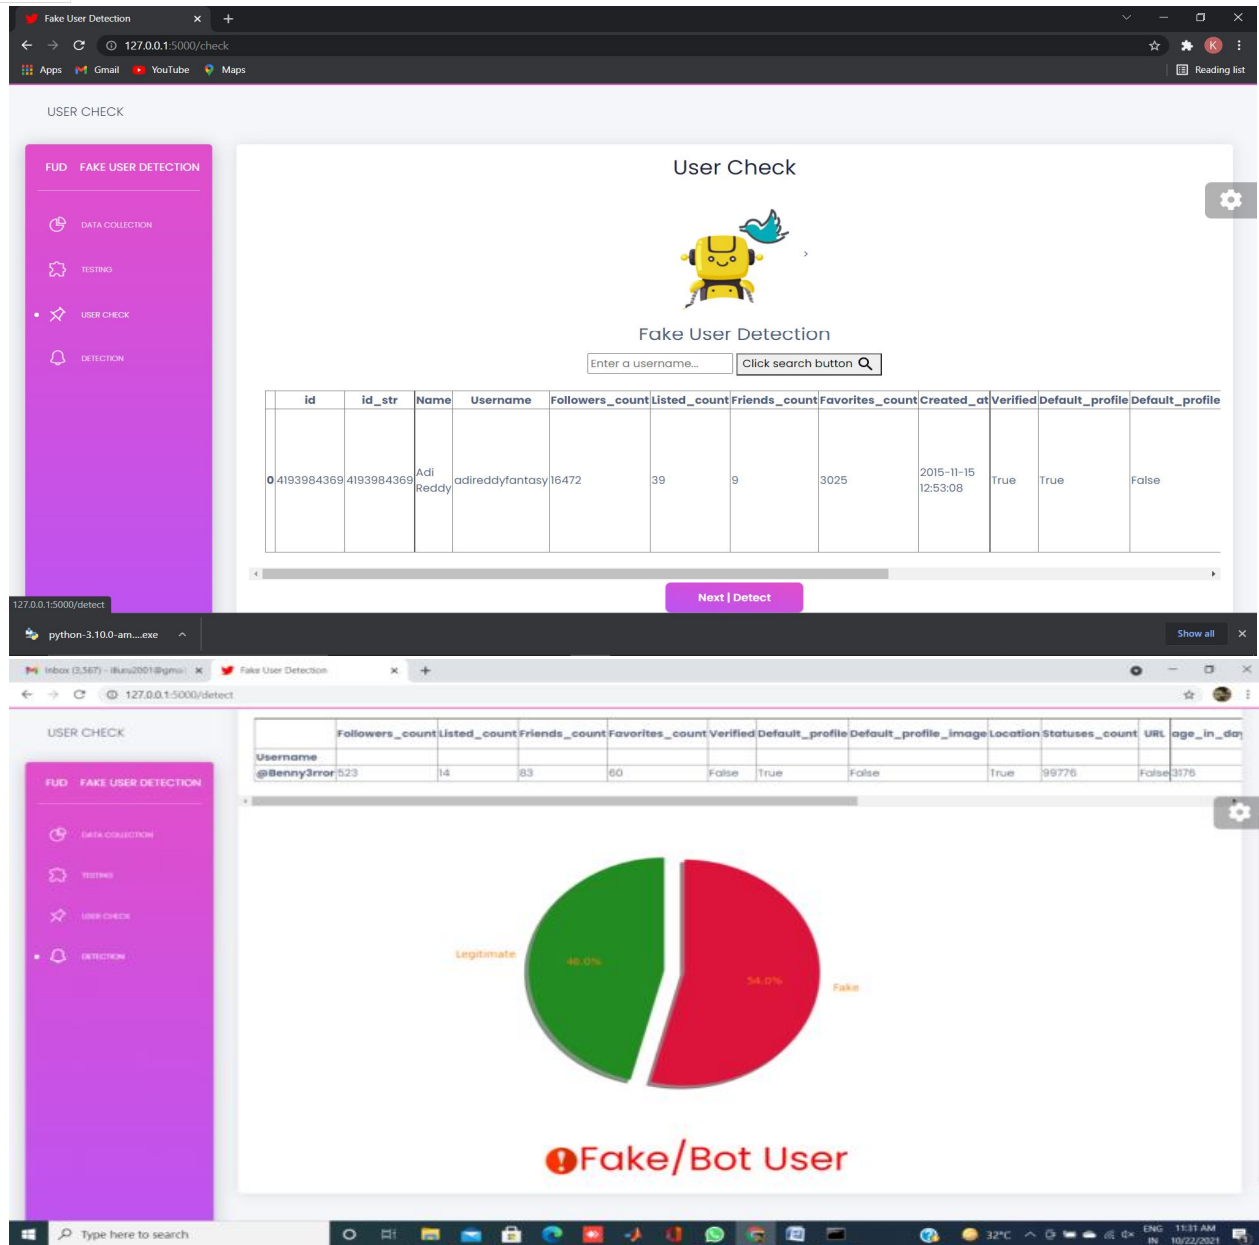 Fake User Detection
127.0.0.1:5000/check
Apps Gmail YouTube Maps Reading list
USER CHECK
FUD FAKE USER DETECTION
DATA COLLECTION
TESTING
USER CHECK
DETECTION
User Check
Fake User Detection
Enter a username... Click search button
id id_str Name Username Followers_count Listed_count Friends_count Favorites_count Created_at Verified Default_profile Default_profile
0 4193984369 4193984369 Adi Reddy adireddyfantasy 16472 39 9 3025 2015-11-15 12:53:08 True True False
Next | Detect
127.0.0.1:5000/detect
python-3.10.0-am....exe Show all
Fake User Detection
127.0.0.1:5000/detect
USER CHECK
Followers_count Listed_count Friends_count Favorites_count Verified Default_profile Default_profile_image Location Statuses_count URL age_in_day
Username
@Benny3rror 523 14 83 60 False True False True 99776 False 3176
FUD FAKE USER DETECTION
DATA COLLECTION
TESTING
USER CHECK
DETECTION
Legitimate
46.0%
54.0%
Fake
Fake/Bot User
Type here to search 32°C ENG IN 11:31 AM 10/22/2021